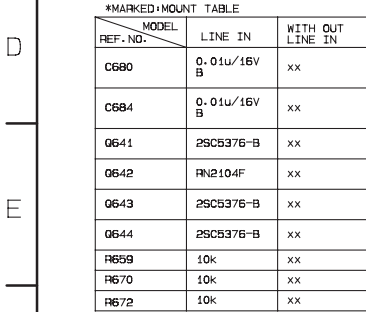 *MARKED:MOUNT TABLE
MODEL
REF.NO. LINE IN WITH OUT
LINE IN
C680 0.01u/16V
B xx
C684 0.01u/16V
B xx
Q641 2SC5376-B xx
Q642 RN2104F xx
Q643 2SC5376-B xx
Q644 2SC5376-B xx
R659 10k xx
R670 10k xx
R672 10k xx
D
E